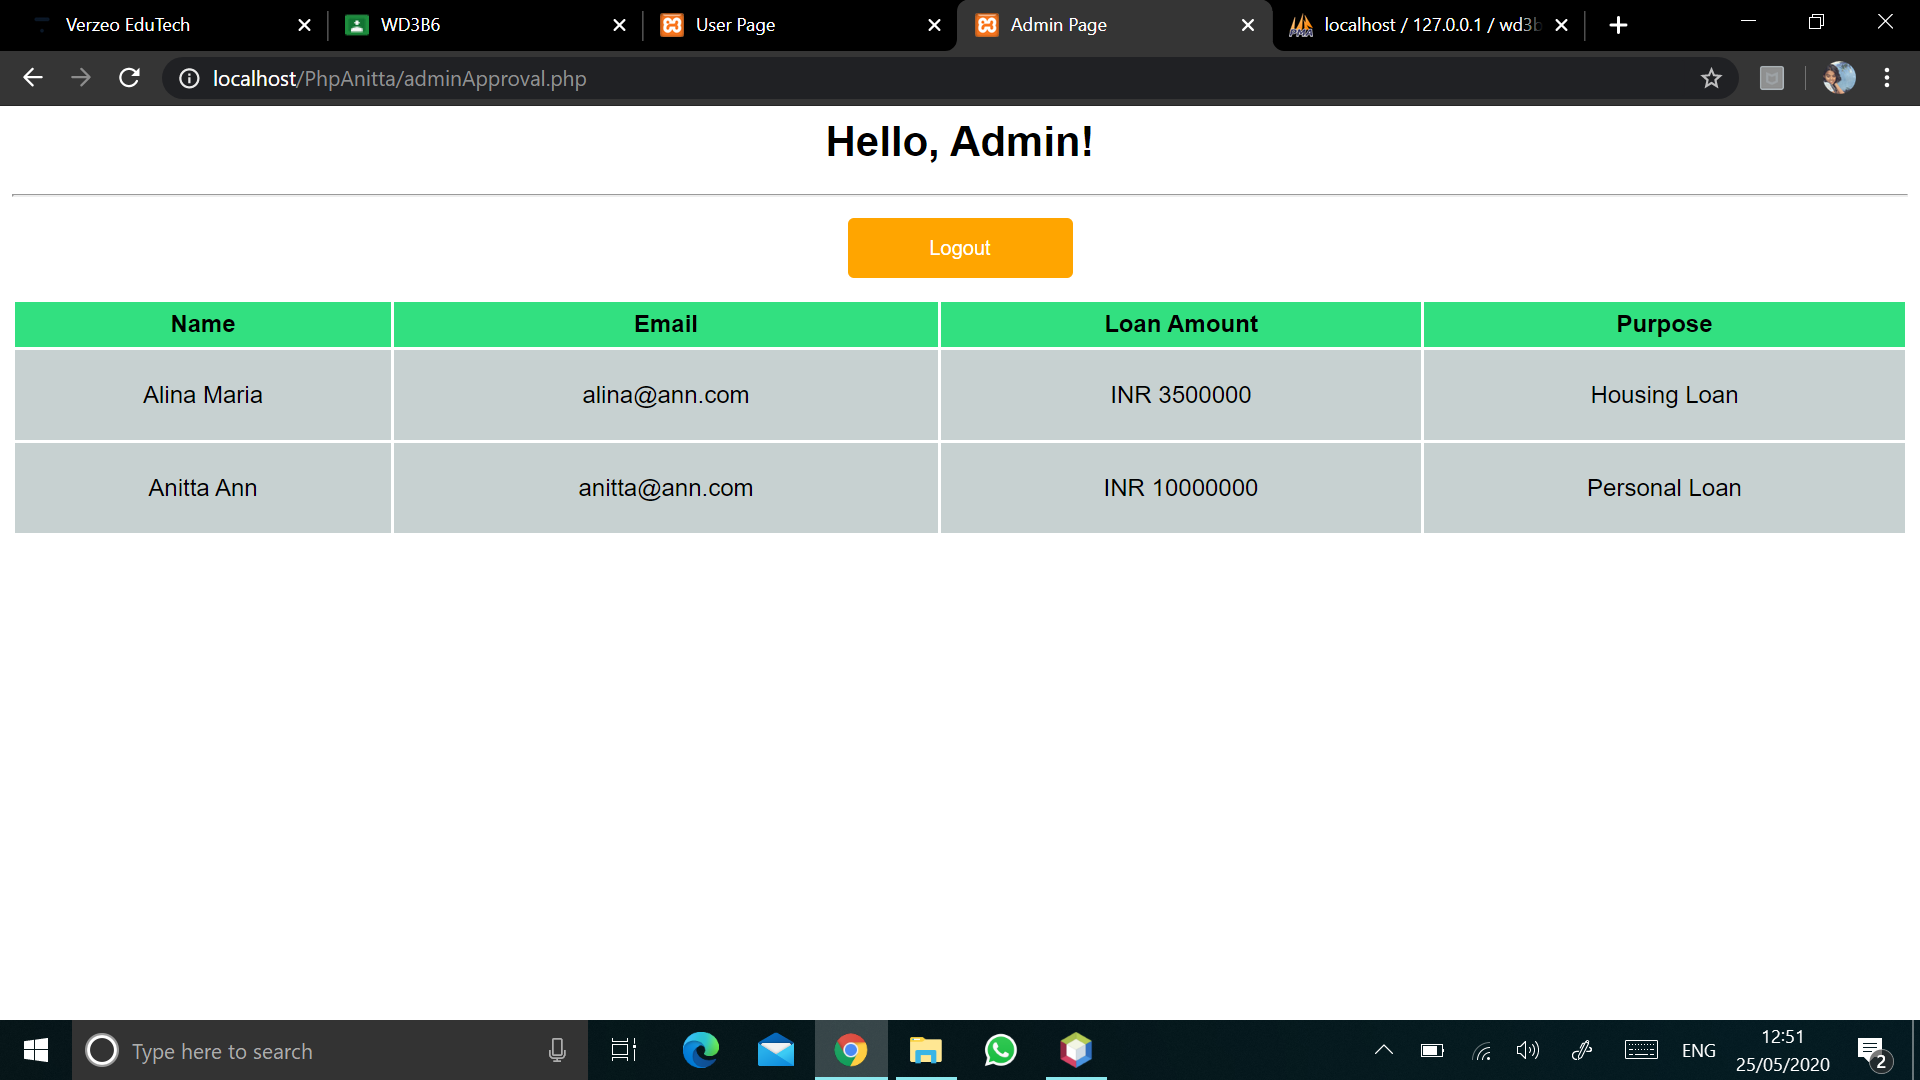 Verzeo EduTech
WD3B6
User Page
Admin Page
localhost / 127.0.0.1 / wd3b
localhost/PhpAnitta/adminApproval.php
Hello, Admin!
Logout
Name Email Loan Amount Purpose
Alina Maria alina@ann.com INR 3500000 Housing Loan
Anitta Ann anitta@ann.com INR 10000000 Personal Loan
Type here to search
ENG
12:51
25/05/2020
2